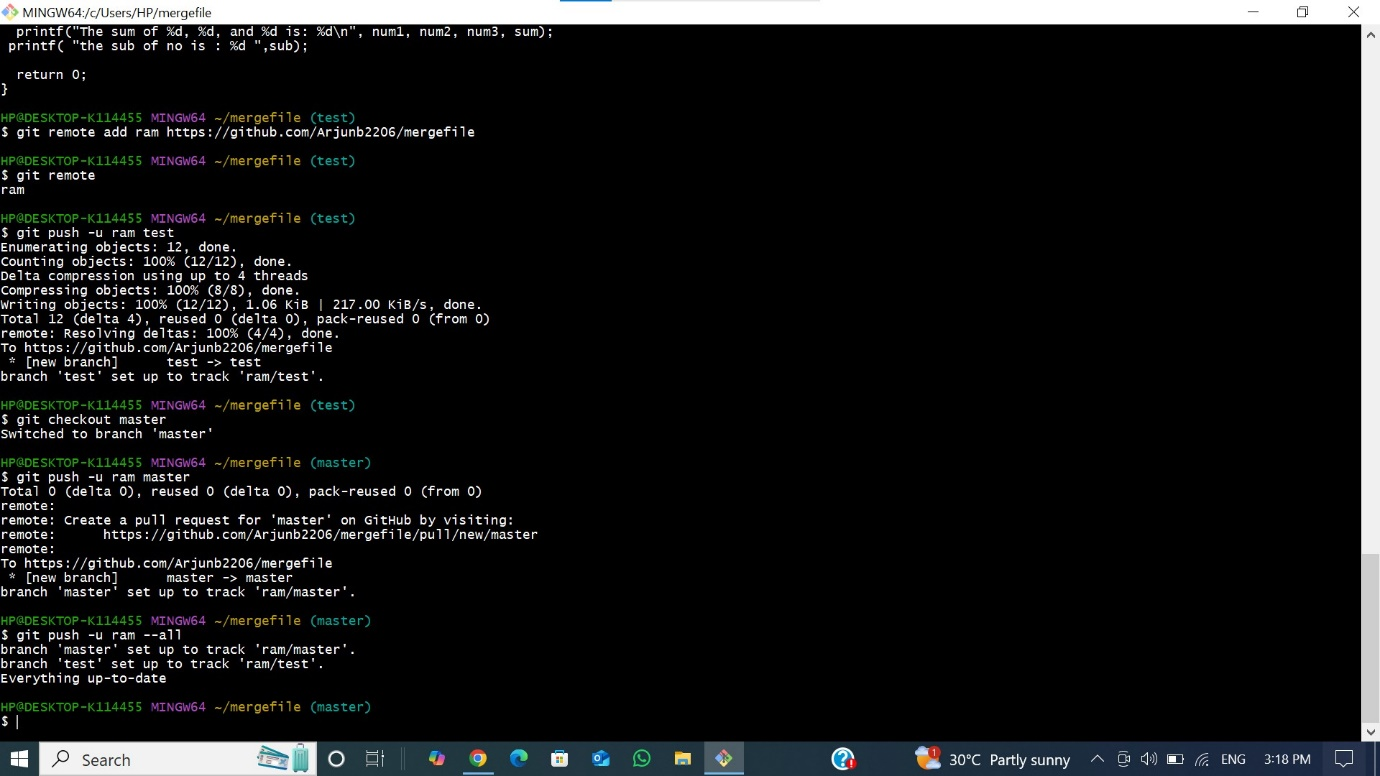 MINGW64:/c/Users/HP/mergefile
printf("The sum of %d, %d, and %d is: %d\n", num1, num2, num3, sum);
printf( "the sub of no is : %d ",sub);
return 0;
}
HP@DESKTOP-K114455 MINGW64 ~/mergefile (test)
$ git remote add ram https://github.com/Arjunb2206/mergefile
HP@DESKTOP-K114455 MINGW64 ~/mergefile (test)
$ git remote
ram
HP@DESKTOP-K114455 MINGW64 ~/mergefile (test)
$ git push -u ram test
Enumerating objects: 12, done.
Counting objects: 100% (12/12), done.
Delta compression using up to 4 threads
Compressing objects: 100% (8/8), done.
Writing objects: 100% (12/12), 1.06 KiB | 217.00 KiB/s, done.
Total 12 (delta 4), reused 0 (delta 0), pack-reused 0 (from 0)
remote: Resolving deltas: 100% (4/4), done.
To https://github.com/Arjunb2206/mergefile
* [new branch] test -> test
branch 'test' set up to track 'ram/test'.
HP@DESKTOP-K114455 MINGW64 ~/mergefile (test)
$ git checkout master
Switched to branch 'master'
HP@DESKTOP-K114455 MINGW64 ~/mergefile (master)
$ git push -u ram master
Total 0 (delta 0), reused 0 (delta 0), pack-reused 0 (from 0)
remote:
remote: Create a pull request for 'master' on GitHub by visiting:
remote: https://github.com/Arjunb2206/mergefile/pull/new/master
remote:
To https://github.com/Arjunb2206/mergefile
* [new branch] master -> master
branch 'master' set up to track 'ram/master'.
HP@DESKTOP-K114455 MINGW64 ~/mergefile (master)
$ git push -u ram --all
branch 'master' set up to track 'ram/master'.
branch 'test' set up to track 'ram/test'.
Everything up-to-date
HP@DESKTOP-K114455 MINGW64 ~/mergefile (master)
$
Search 1 30°C Partly sunny ENG 3:18 PM